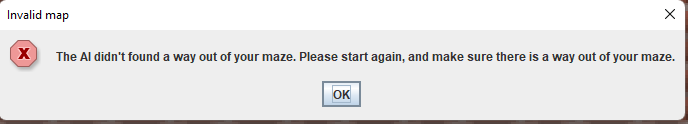 Invalid map
The AI didn't found a way out of your maze. Please start again, and make sure there is a way out of your maze.
OK